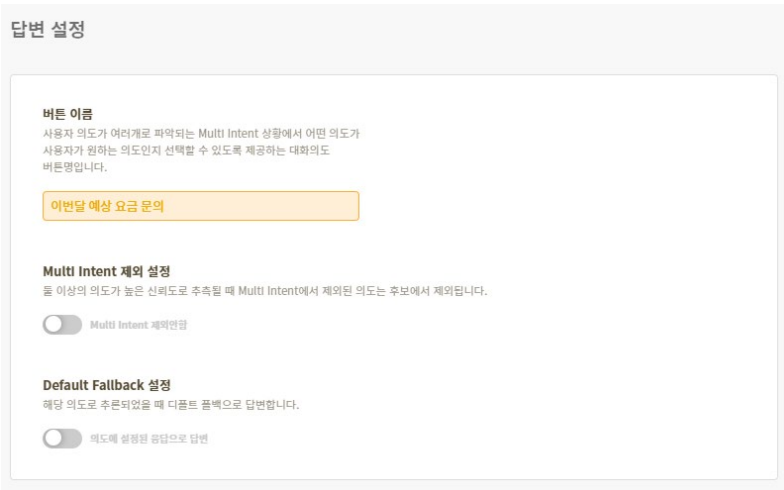 답변 설정
버튼 이름
사용자 의도가 여러개로 파악되는 Multi Intent 상황에서 어떤 의도가
사용자가 원하는 의도인지 선택할 수 있도록 제공하는 대화의도
버튼명입니다.
이번달 예상 요금 문의
Multi Intent 제외 설정
둘 이상의 의도가 높은 신뢰도로 추측될 때 Multi Intent에서 제외된 의도는 후보에서 제외됩니다.
Multi Intent 제외안함
Default Fallback 설정
해당 의도로 추론되었을 때 디폴트 폴백으로 답변합니다.
의도에 설정된 응답으로 답변